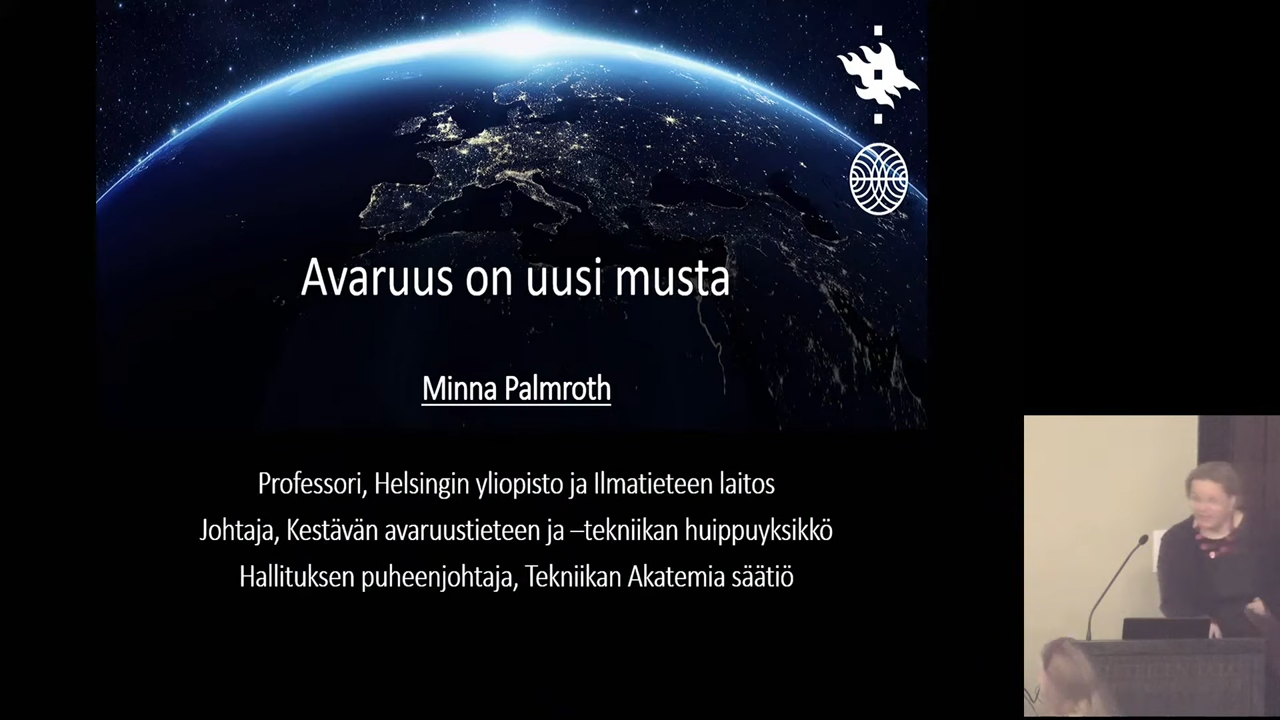 Avaruus on uusi musta
Minna Palmroth
Professori, Helsingin yliopisto ja Ilmatieteen laitos
Johtaja, Kestävän avaruustieteen ja –tekniikan huippuyksikkö
Hallituksen puheenjohtaja, Tekniikan Akatemia säätiö